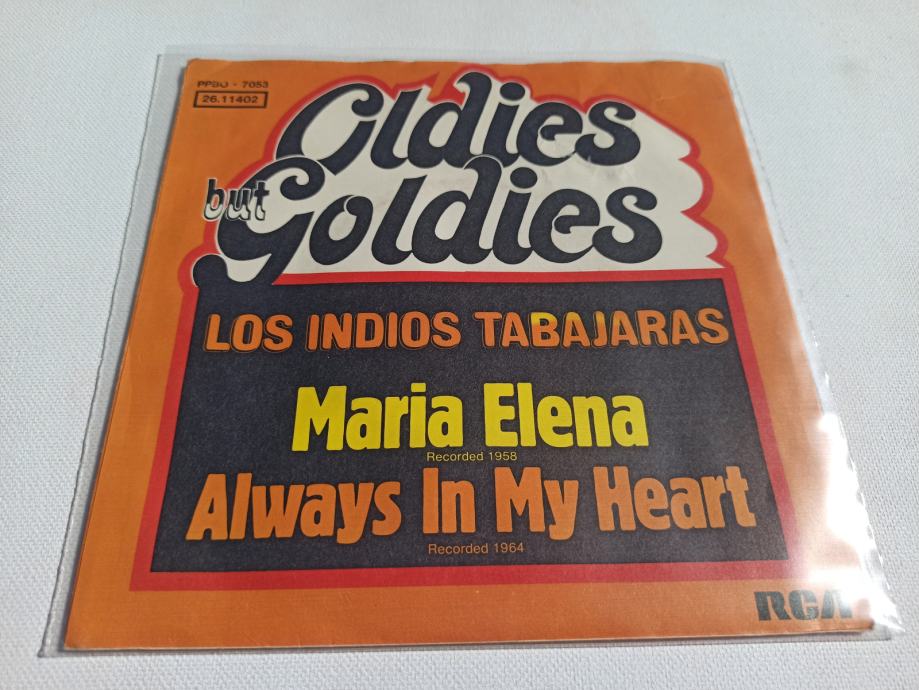 PPBO - 7053
26.11402
Oldies
but
Goldies
LOS INDIOS TABAJARAS
Maria Elena
Recorded 1958
Always In My Heart
Recorded 1964
RCA